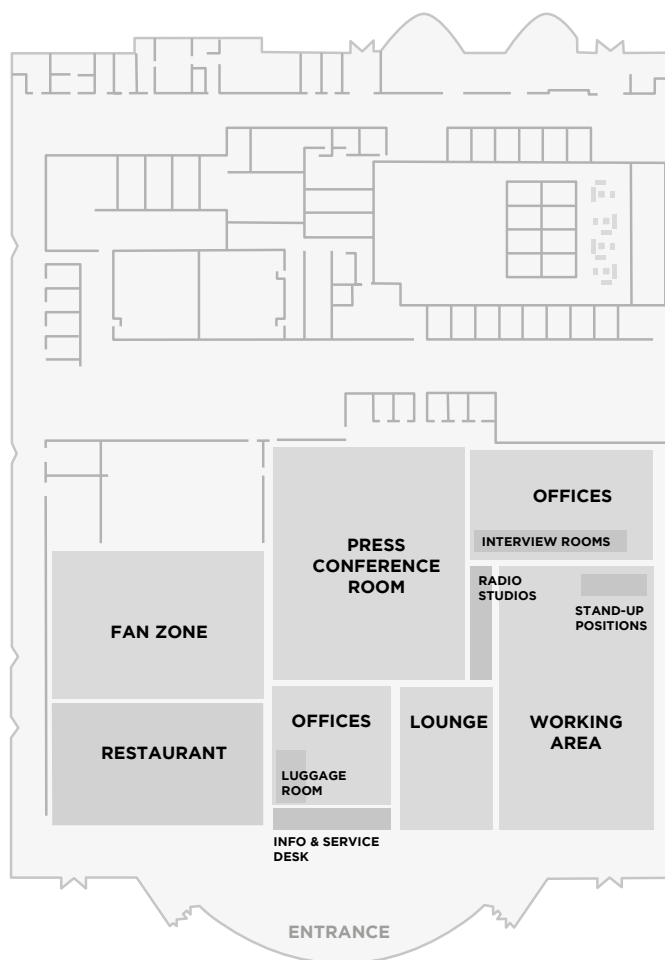 OFFICES
INTERVIEW ROOMS
PRESS
CONFERENCE
ROOM
RADIO
STUDIOS
STAND-UP
POSITIONS
FAN ZONE
OFFICES
LOUNGE
WORKING
AREA
RESTAURANT
LUGGAGE
ROOM
INFO & SERVICE
DESK
ENTRANCE